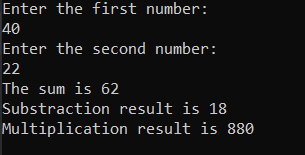 Enter the first number:
40
Enter the second number:
22
The sum is 62
Substraction result is 18
Multiplication result is 880